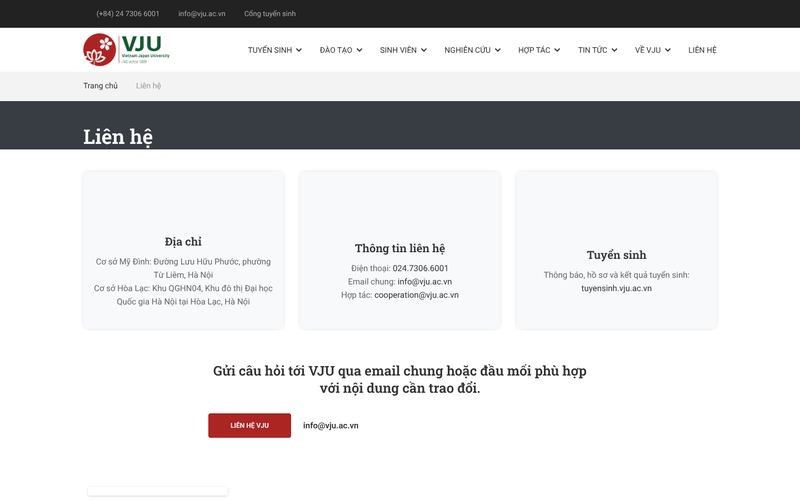 (+84) 24 7306 6001 info@vju.ac.vn Cổng tuyển sinh
VJU
Vietnam Japan University
TUYỂN SINH ĐÀO TẠO SINH VIÊN NGHIÊN CỨU HỢP TÁC TIN TỨC VỀ VJU LIÊN HỆ
Trang chủ Liên hệ
Liên hệ
Địa chỉ
Cơ sở Mỹ Đình: Đường Lưu Hữu Phước, phường
Từ Liêm, Hà Nội
Cơ sở Hòa Lạc: Khu QGHN04, Khu đô thị Đại học
Quốc gia Hà Nội tại Hòa Lạc, Hà Nội
Thông tin liên hệ
Điện thoại: 024.7306.6001
Email chung: info@vju.ac.vn
Hợp tác: cooperation@vju.ac.vn
Tuyển sinh
Thông báo, hồ sơ và kết quả tuyển sinh:
tuyensinh.vju.ac.vn
Gửi câu hỏi tới VJU qua email chung hoặc đầu mối phù hợp
với nội dung cần trao đổi.
LIÊN HỆ VJU info@vju.ac.vn